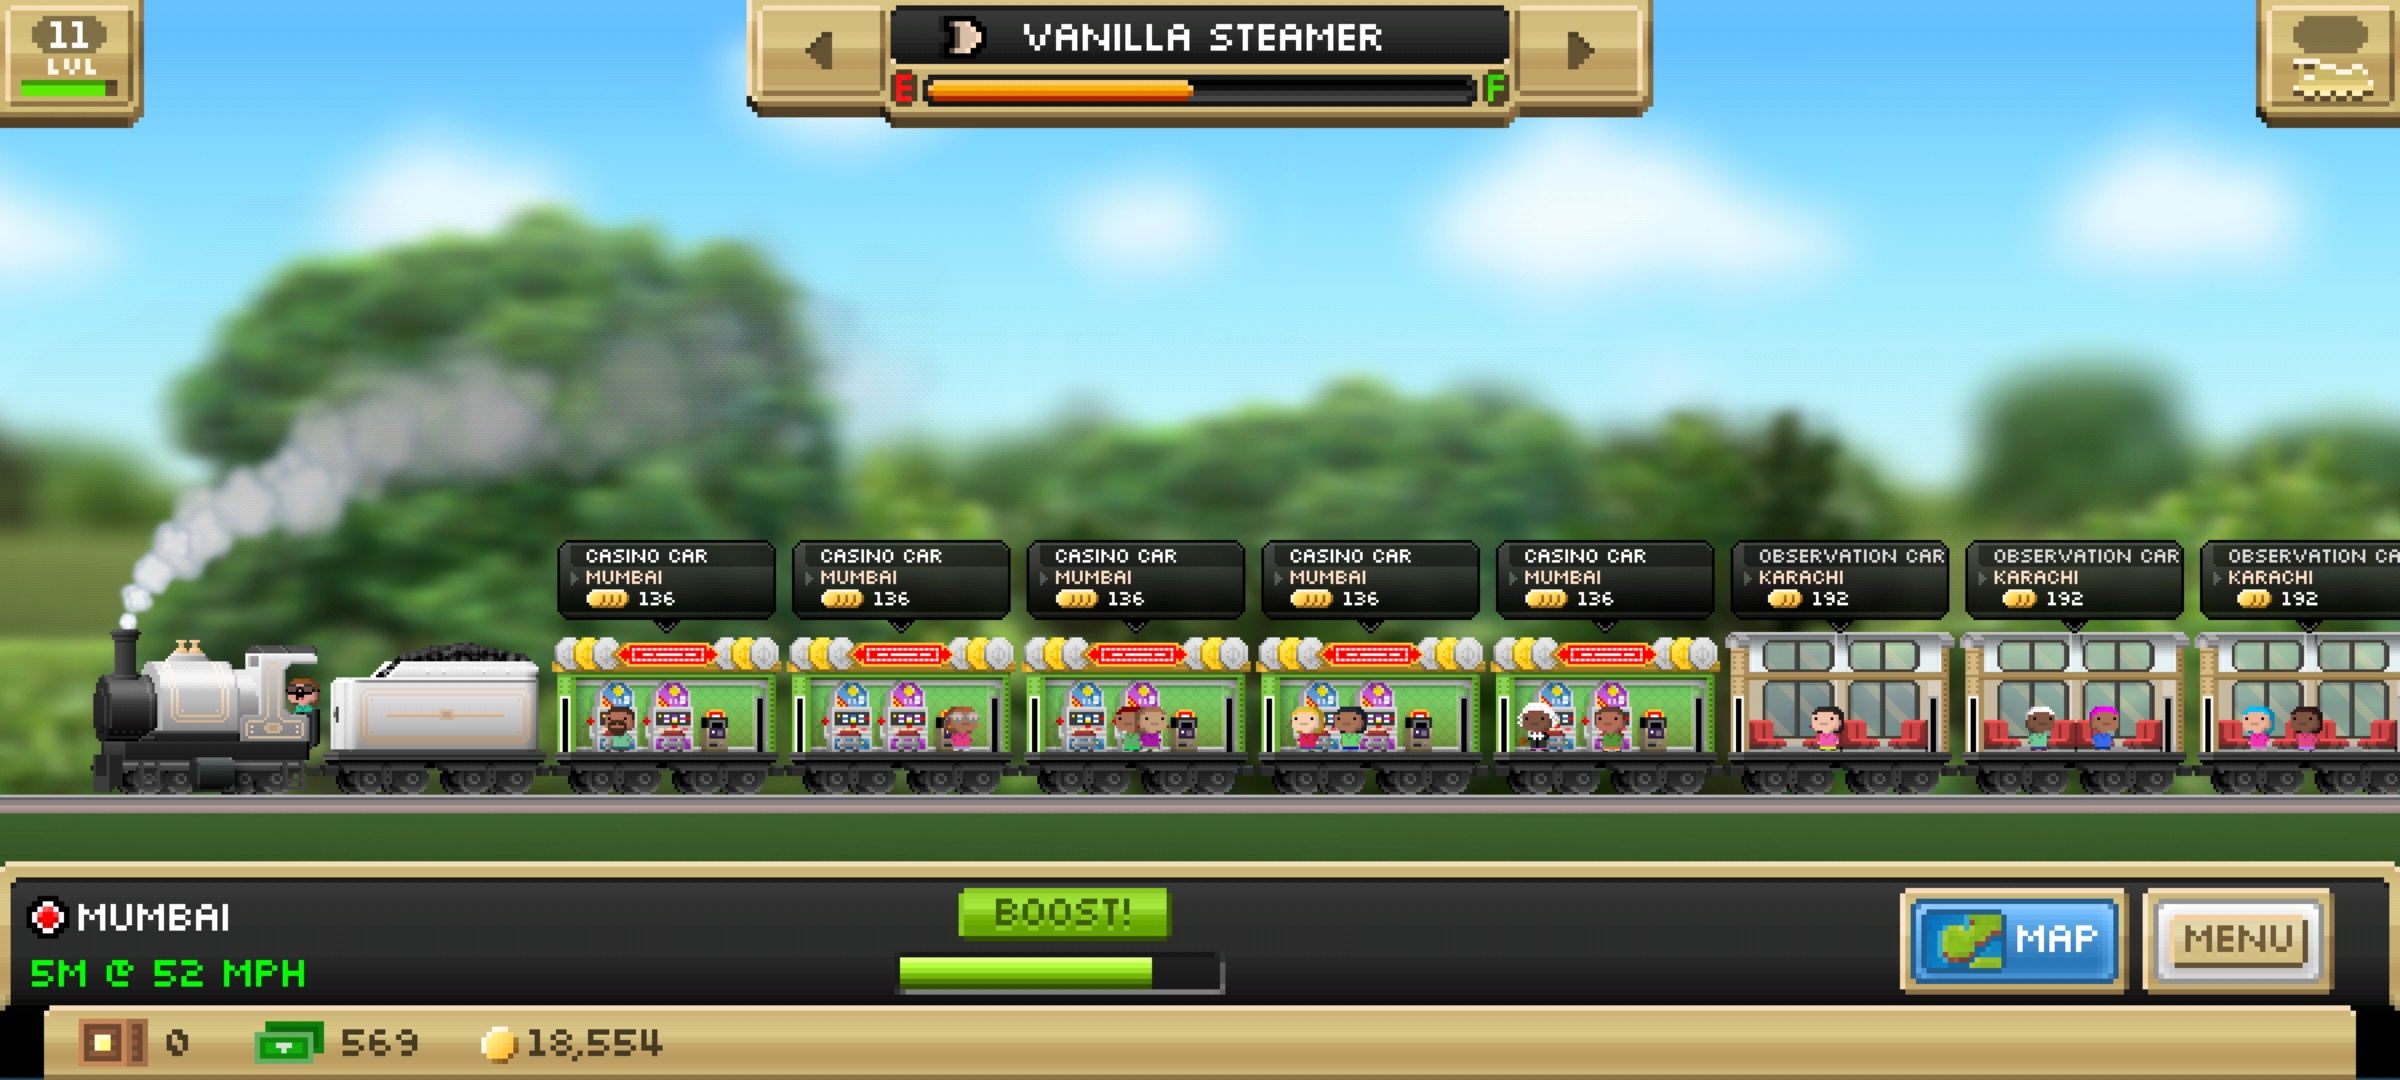 11
LVL
VANILLA STEAMER
E
F
CASINO CAR
MUMBAI
136
CASINO CAR
MUMBAI
136
CASINO CAR
MUMBAI
136
CASINO CAR
MUMBAI
136
CASINO CAR
MUMBAI
136
OBSERVATION CAR
KARACHI
192
OBSERVATION CAR
KARACHI
192
OBSERVATION CA
KARACHI
192
MUMBAI
5M @ 52 MPH
BOOST!
MAP
MENU
0
569
18,554